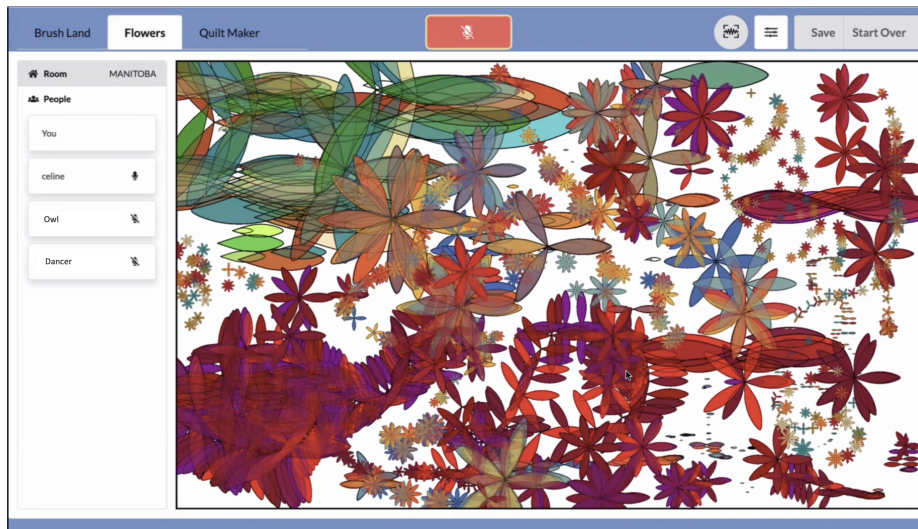 Brush Land Flowers Quilt Maker Save Start Over
Room MANITOBA
People
You
celine
Owl
Dancer